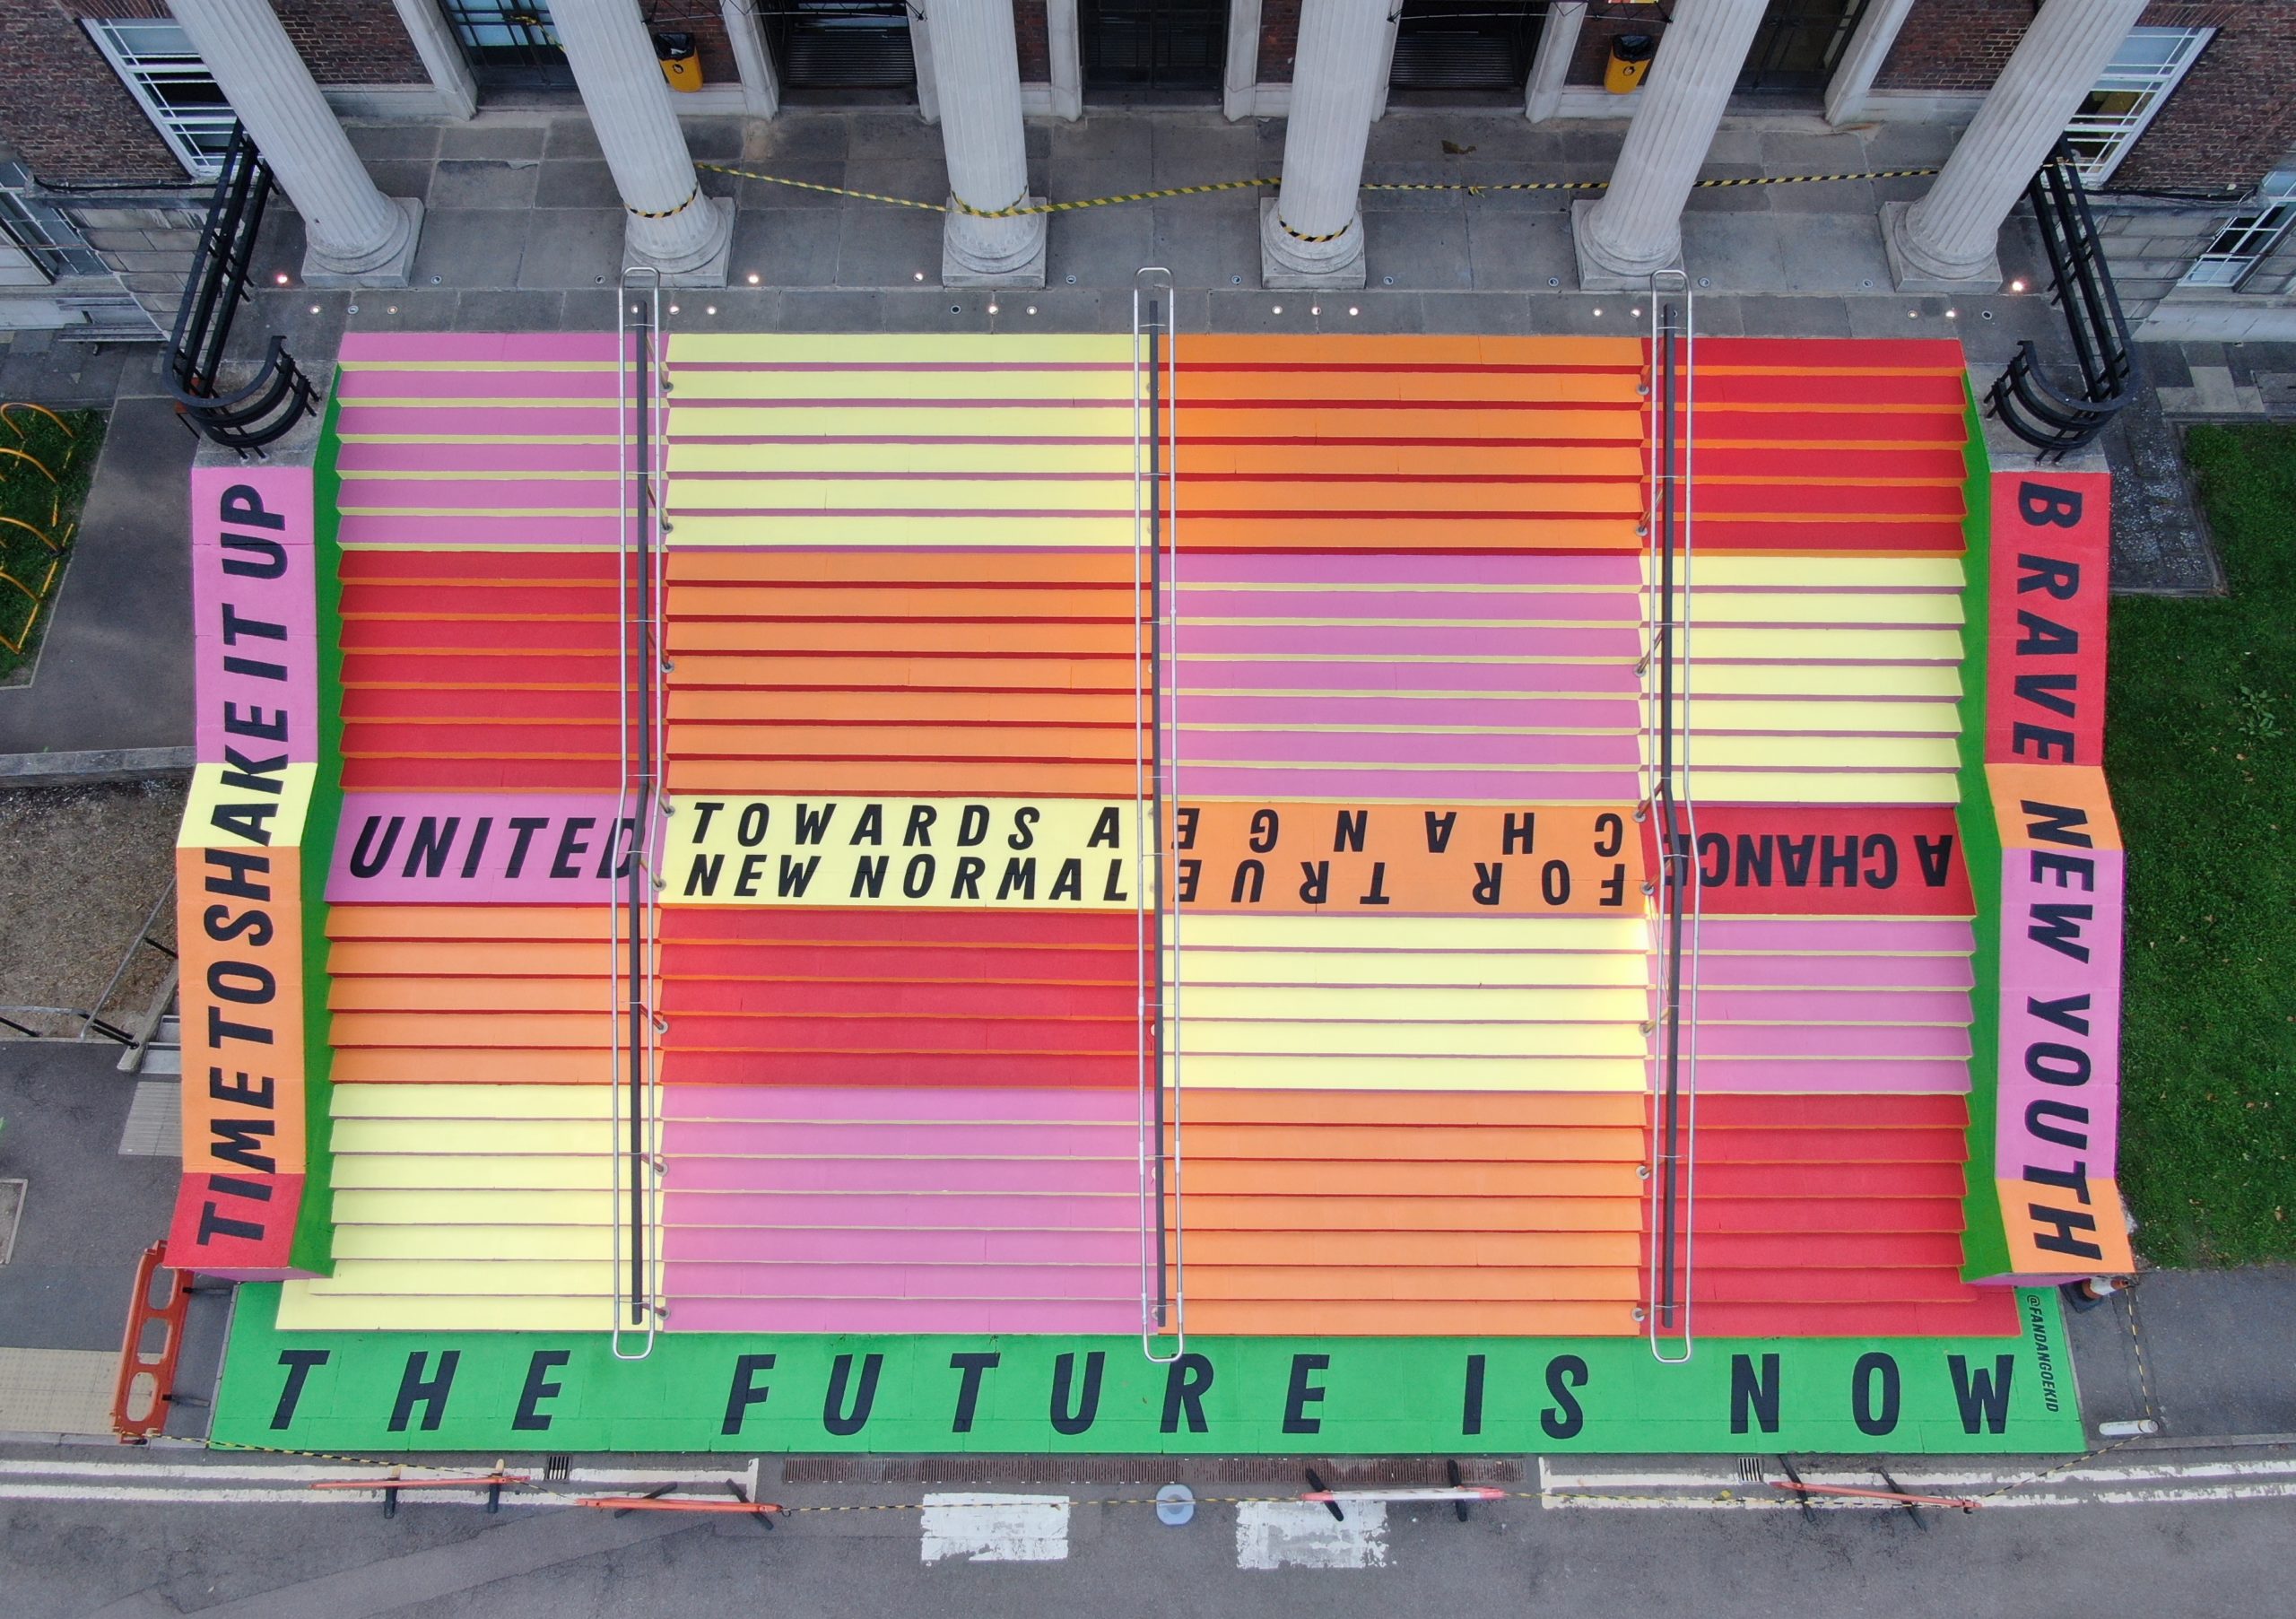 TIME TO SHAKE IT UP
BRAVE NEW YOUTH
UNITED
TOWARDS A
NEW NORMAL
A CHANCE
FOR TRUE
CHANGE
THE FUTURE IS NOW
@FANDANGOEKID